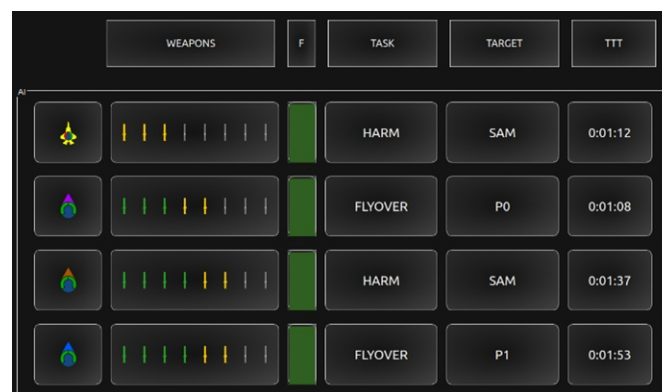 WEAPONS F TASK TARGET TTT
AI
HARM SAM 0:01:12
FLYOVER P0 0:01:08
HARM SAM 0:01:37
FLYOVER P1 0:01:53